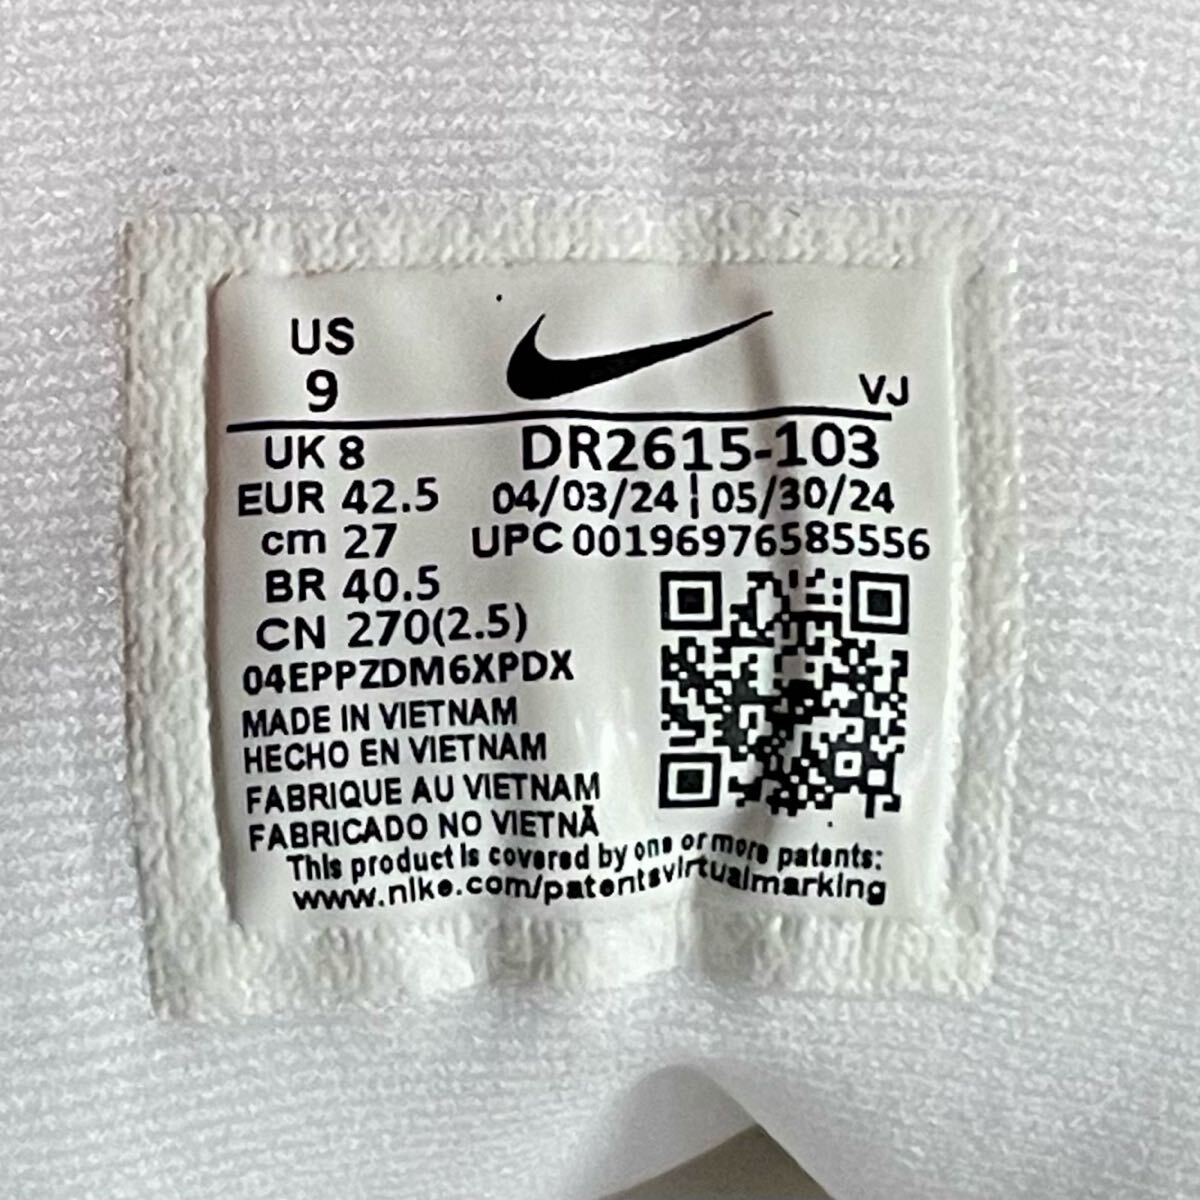 US
9
VJ
UK 8
DR2615-103
EUR 42.5
04/03/24 | 05/30/24
cm 27
UPC 00196976585556
BR 40.5
CN 270(2.5)
04EPPZDM6XPDX
MADE IN VIETNAM
HECHO EN VIETNAM
FABRIQUE AU VIETNAM
FABRICADO NO VIETNÃ
This product is covered by one or more patents:
www.nike.com/patentsvirtualmarking